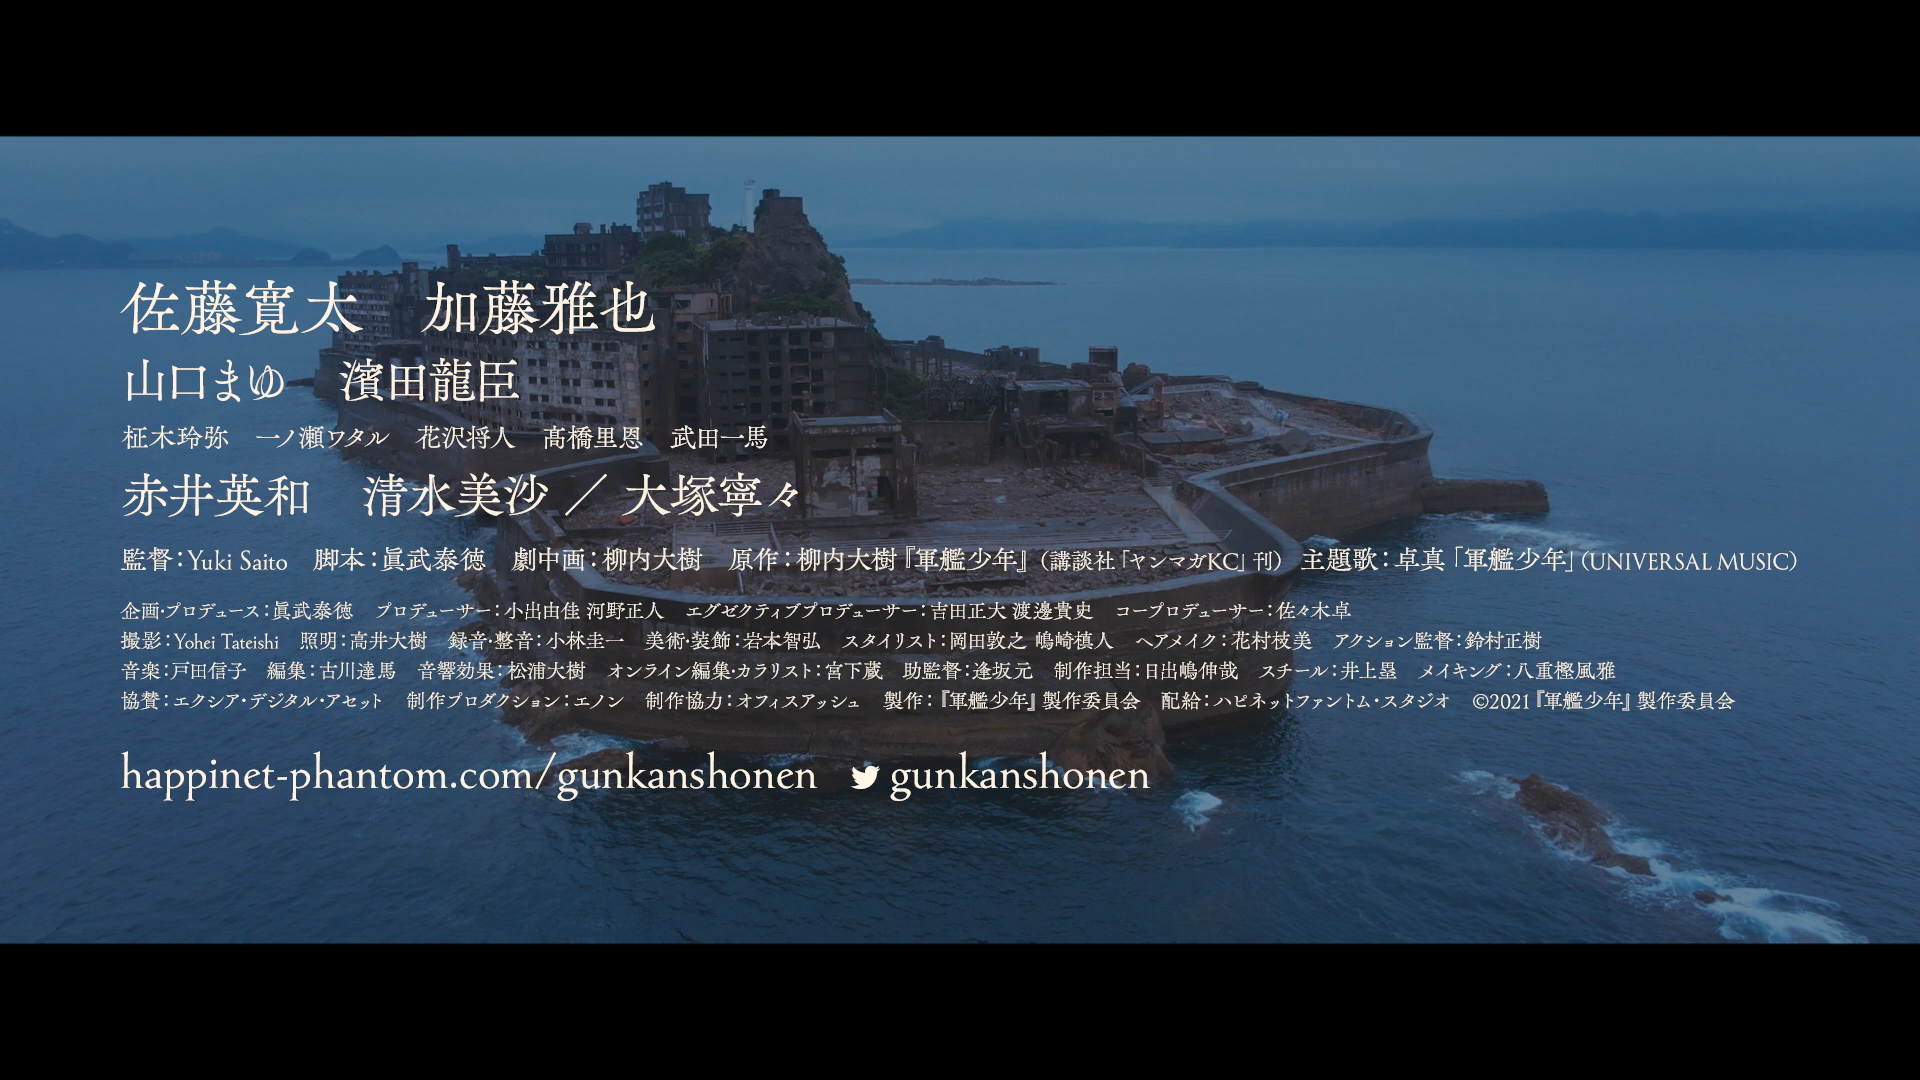 佐藤寛太　加藤雅也
山口まゆ　濱田龍臣
柾木玲弥　一ノ瀬ワタル　花沢将人　髙橋里恩　武田一馬
赤井英和　清水美沙 ／ 大塚寧々
監督：Yuki Saito　脚本：眞武泰徳　劇中画：柳内大樹　原作：柳内大樹『軍艦少年』（講談社「ヤンマガKC」刊）　主題歌：卓真「軍艦少年」（UNIVERSAL MUSIC）
企画・プロデュース：眞武泰徳　プロデューサー：小出由佳 河野正人　エグゼクティブプロデューサー：吉田正大 渡邊貴史　コープロデューサー：佐々木卓
撮影：Yohei Tateishi　照明：高井大樹　録音・整音：小林圭一　美術・装飾：岩本智弘　スタイリスト：岡田敦之 嶋崎槙人　ヘアメイク：花村枝美　アクション監督：鈴村正樹
音楽：戸田信子　編集：古川達馬　音響効果：松浦大樹　オンライン編集・カラリスト：宮下蔵　助監督：逢坂元　制作担当：日出嶋伸哉　スチール：井上塁　メイキング：八重樫風雅
協賛：エクシア・デジタル・アセット　制作プロダクション：エノン　制作協力：オフィスアッシュ　製作：『軍艦少年』製作委員会　配給：ハピネットファントム・スタジオ　©2021『軍艦少年』製作委員会
happinet-phantom.com/gunkanshonen　gunkanshonen